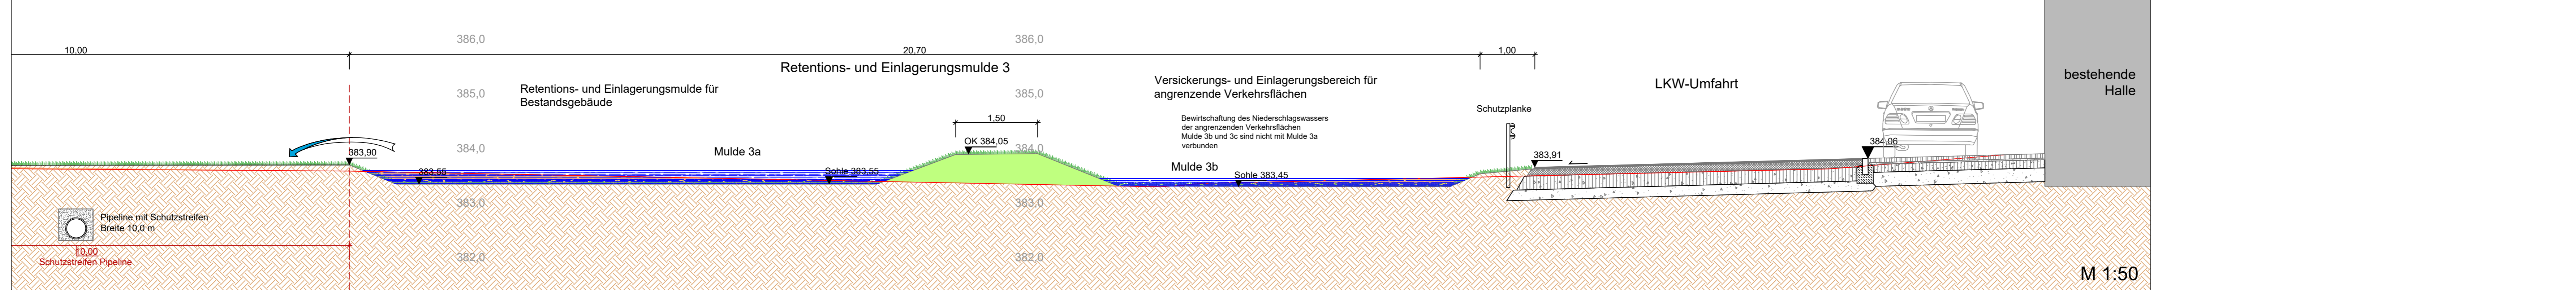 386,0
386,0
10,00
20,70
1,00
Retentions- und Einlagerungsmulde 3
Retentions- und Einlagerungsmulde für
Bestandsgebäude
385,0
385,0
Versickerungs- und Einlagerungsbereich für
angrenzende Verkehrsflächen
LKW-Umfahrt
bestehende
Halle
Schutzplanke
1,50
Bewirtschaftung des Niederschlagswassers
der angrenzenden Verkehrsflächen
Mulde 3b und 3c sind nicht mit Mulde 3a
verbunden
OK 384,05
384,0
384,0
383,90
Mulde 3a
383,91
384,06
383,55
Sohle 383.55
Mulde 3b
Sohle 383.45
383,0
383,0
Pipeline mit Schutzstreifen
Breite 10,0 m
10,00
Schutzstreifen Pipeline
382,0
382,0
M 1:50